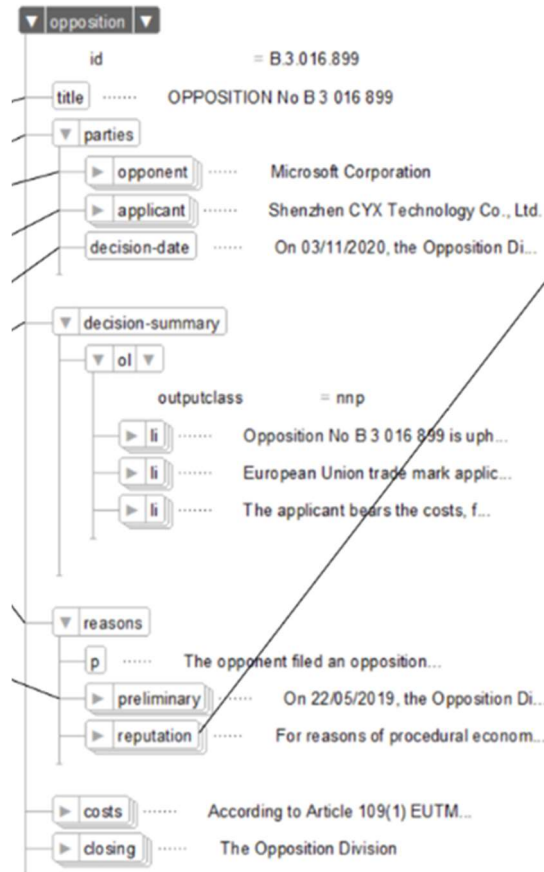 opposition
id = B.3.016.899
title OPPOSITION No B 3 016 899
parties
opponent Microsoft Corporation
applicant Shenzhen CYX Technology Co., Ltd.
decision-date On 03/11/2020, the Opposition Di...
decision-summary
ol
outputclass = nnp
li Opposition No B 3 016 899 is uph...
li European Union trade mark applic...
li The applicant bears the costs, f...
reasons
p The opponent filed an opposition...
preliminary On 22/05/2019, the Opposition Di...
reputation For reasons of procedural econom...
costs According to Article 109(1) EUTM...
closing The Opposition Division